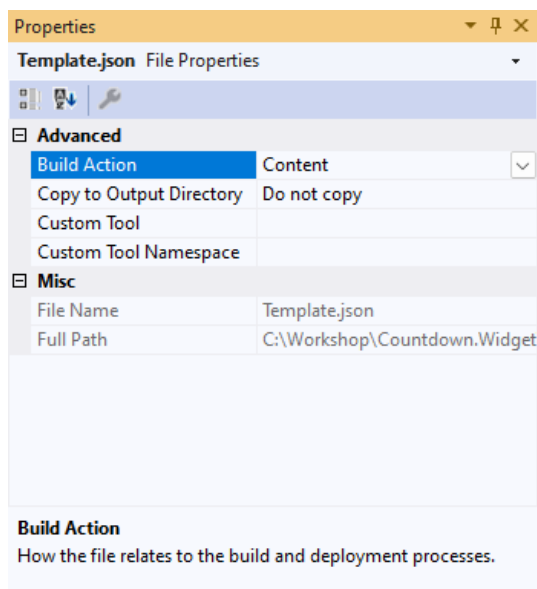 Properties
Template.json File Properties
Advanced
Build Action Content
Copy to Output Directory Do not copy
Custom Tool
Custom Tool Namespace
Misc
File Name Template.json
Full Path C:\Workshop\Countdown.Widget
Build Action
How the file relates to the build and deployment processes.